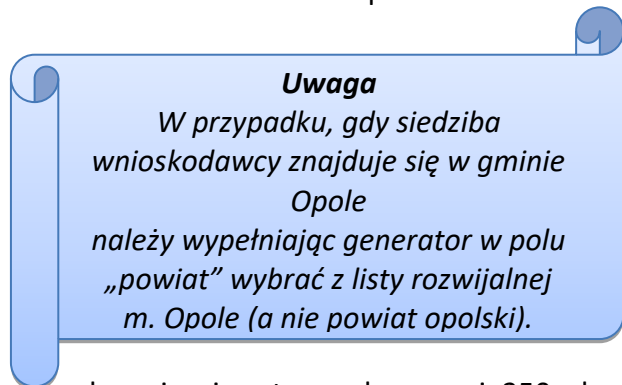 Uwaga
W przypadku, gdy siedziba
wnioskodawcy znajduje się w gminie
Opole
należy wypełniając generator w polu
„powiat” wybrać z listy rozwijalnej
m. Opole (a nie powiat opolski).